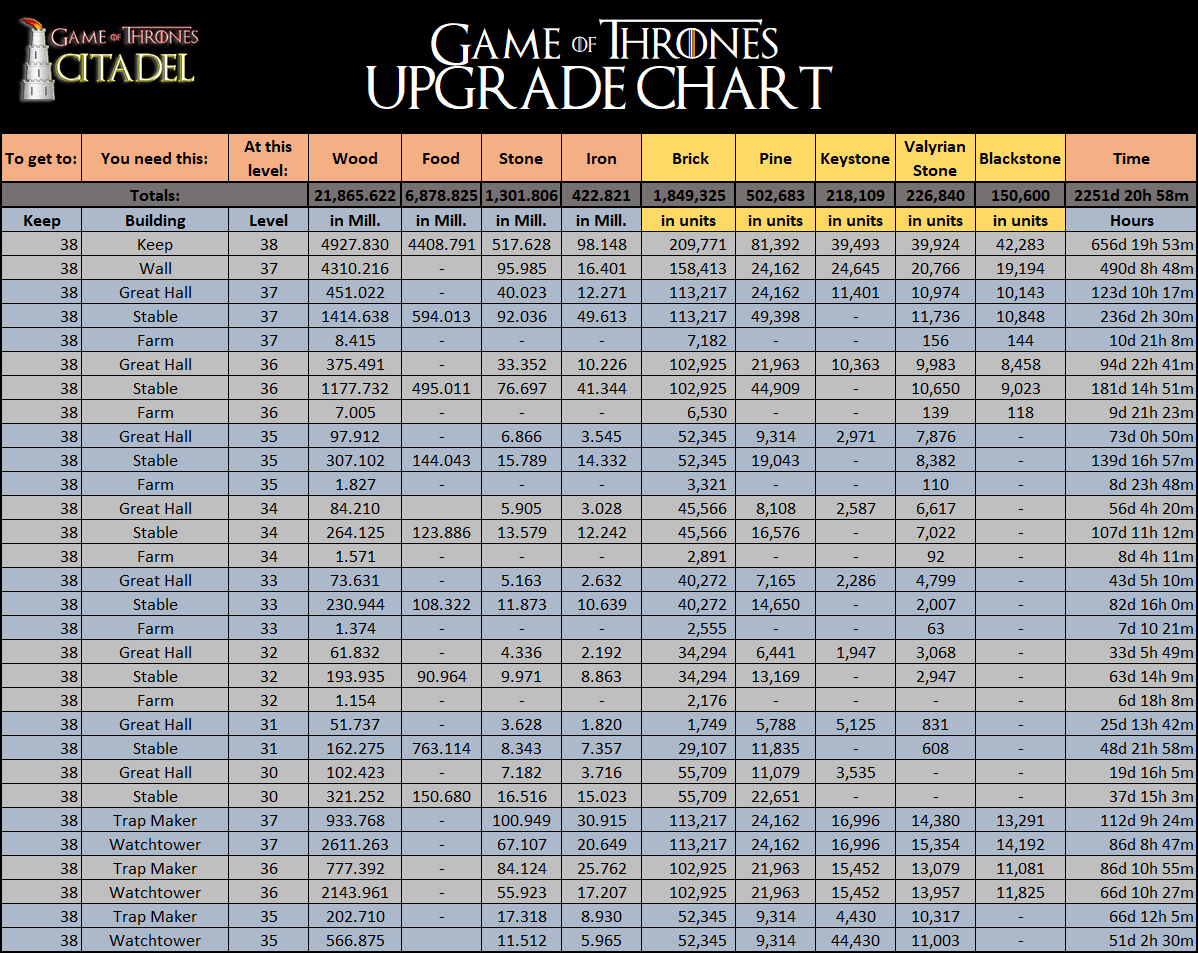 GAME OF THRONES
CITADEL
GAME OF THRONES
UPGRADE CHART
To get to: You need this: At this level: Wood Food Stone Iron Brick Pine Keystone Valyrian Stone Blackstone Time
Totals: 21,865.622 6,878.825 1,301.806 422.821 1,849,325 502,683 218,109 226,840 150,600 2251d 20h 58m
Keep Building Level in Mill. in Mill. in Mill. in Mill. in units in units in units in units in units Hours
38 Keep 38 4927.830 4408.791 517.628 98.148 209,771 81,392 39,493 39,924 42,283 656d 19h 53m
38 Wall 37 4310.216 - 95.985 16.401 158,413 24,162 24,645 20,766 19,194 490d 8h 48m
38 Great Hall 37 451.022 - 40.023 12.271 113,217 24,162 11,401 10,974 10,143 123d 10h 17m
38 Stable 37 1414.638 594.013 92.036 49.613 113,217 49,398 - 11,736 10,848 236d 2h 30m
38 Farm 37 8.415 - - - 7,182 - - 156 144 10d 21h 8m
38 Great Hall 36 375.491 - 33.352 10.226 102,925 21,963 10,363 9,983 8,458 94d 22h 41m
38 Stable 36 1177.732 495.011 76.697 41.344 102,925 44,909 - 10,650 9,023 181d 14h 51m
38 Farm 36 7.005 - - - 6,530 - - 139 118 9d 21h 23m
38 Great Hall 35 97.912 - 6.866 3.545 52,345 9,314 2,971 7,876 - 73d 0h 50m
38 Stable 35 307.102 144.043 15.789 14.332 52,345 19,043 - 8,382 - 139d 16h 57m
38 Farm 35 1.827 - - - 3,321 - - 110 - 8d 23h 48m
38 Great Hall 34 84.210 5.905 3.028 45,566 8,108 2,587 6,617 - 56d 4h 20m
38 Stable 34 264.125 123.886 13.579 12.242 45,566 16,576 - 7,022 - 107d 11h 12m
38 Farm 34 1.571 - - - 2,891 - - 92 - 8d 4h 11m
38 Great Hall 33 73.631 - 5.163 2.632 40,272 7,165 2,286 4,799 - 43d 5h 10m
38 Stable 33 230.944 108.322 11.873 10.639 40,272 14,650 - 2,007 - 82d 16h 0m
38 Farm 33 1.374 - - - 2,555 - - 63 - 7d 10 21m
38 Great Hall 32 61.832 - 4.336 2.192 34,294 6,441 1,947 3,068 - 33d 5h 49m
38 Stable 32 193.935 90.964 9.971 8.863 34,294 13,169 - 2,947 - 63d 14h 9m
38 Farm 32 1.154 - - - 2,176 - - - - 6d 18h 8m
38 Great Hall 31 51.737 - 3.628 1.820 1,749 5,788 5,125 831 - 25d 13h 42m
38 Stable 31 162.275 763.114 8.343 7.357 29,107 11,835 - 608 - 48d 21h 58m
38 Great Hall 30 102.423 - 7.182 3.716 55,709 11,079 3,535 - - 19d 16h 5m
38 Stable 30 321.252 150.680 16.516 15.023 55,709 22,651 - - - 37d 15h 3m
38 Trap Maker 37 933.768 - 100.949 30.915 113,217 24,162 16,996 14,380 13,291 112d 9h 24m
38 Watchtower 37 2611.263 - 67.107 20.649 113,217 24,162 16,996 15,354 14,192 86d 8h 47m
38 Trap Maker 36 777.392 - 84.124 25.762 102,925 21,963 15,452 13,079 11,081 86d 10h 55m
38 Watchtower 36 2143.961 - 55.923 17.207 102,925 21,963 15,452 13,957 11,825 66d 10h 27m
38 Trap Maker 35 202.710 - 17.318 8.930 52,345 9,314 4,430 10,317 - 66d 12h 5m
38 Watchtower 35 566.875 11.512 5.965 52,345 9,314 44,430 11,003 - 51d 2h 30m